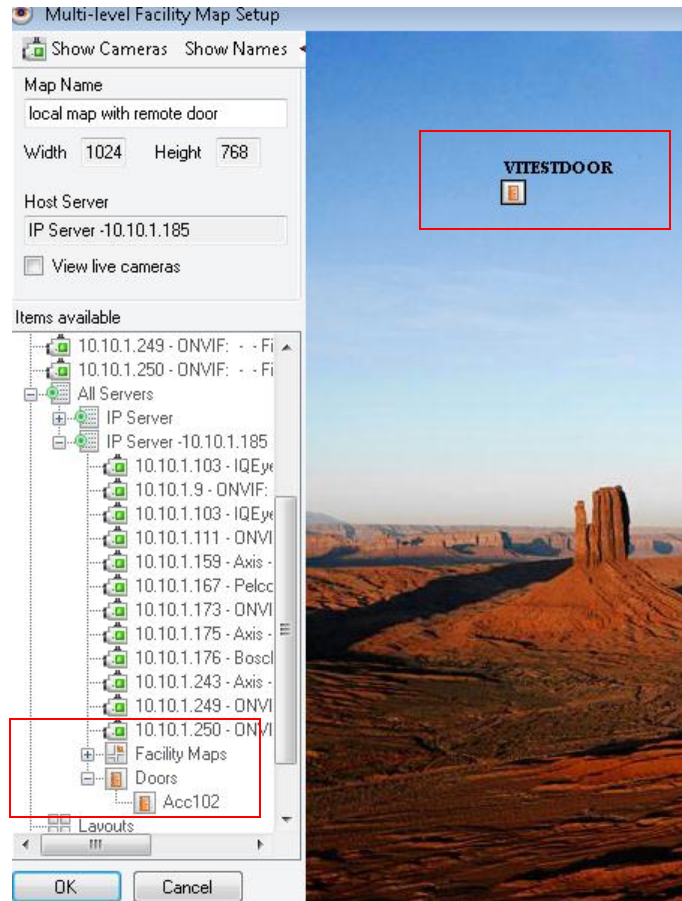 Multi-level Facility Map Setup
Show Cameras Show Names
Map Name
local map with remote door
Width 1024 Height 768
Host Server
IP Server -10.10.1.185
View live cameras
Items available
10.10.1.249 - ONVIF: - - Fi
10.10.1.250 - ONVIF: - - Fi
All Servers
IP Server
IP Server -10.10.1.185
10.10.1.103 - IQEye
10.10.1.9 - ONVIF:
10.10.1.103 - IQEye
10.10.1.111 - ONVI
10.10.1.159 - Axis -
10.10.1.167 - Pelco
10.10.1.173 - ONVI
10.10.1.175 - Axis -
10.10.1.176 - Boscl
10.10.1.243 - Axis -
10.10.1.249 - ONVI
10.10.1.250 - ONVI
Facility Maps
Doors
Acc102
Layouts
OK Cancel
VITESTDOOR